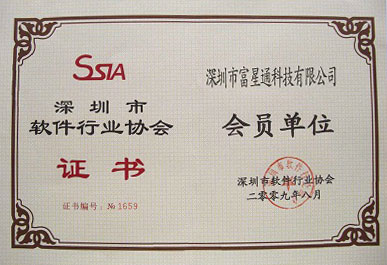 SSIA
深圳市
软件行业协会
证书
证书编号：№ 1659
深圳市富星通科技有限公司
会员单位
深圳市软件行业协会
二零零九年八月